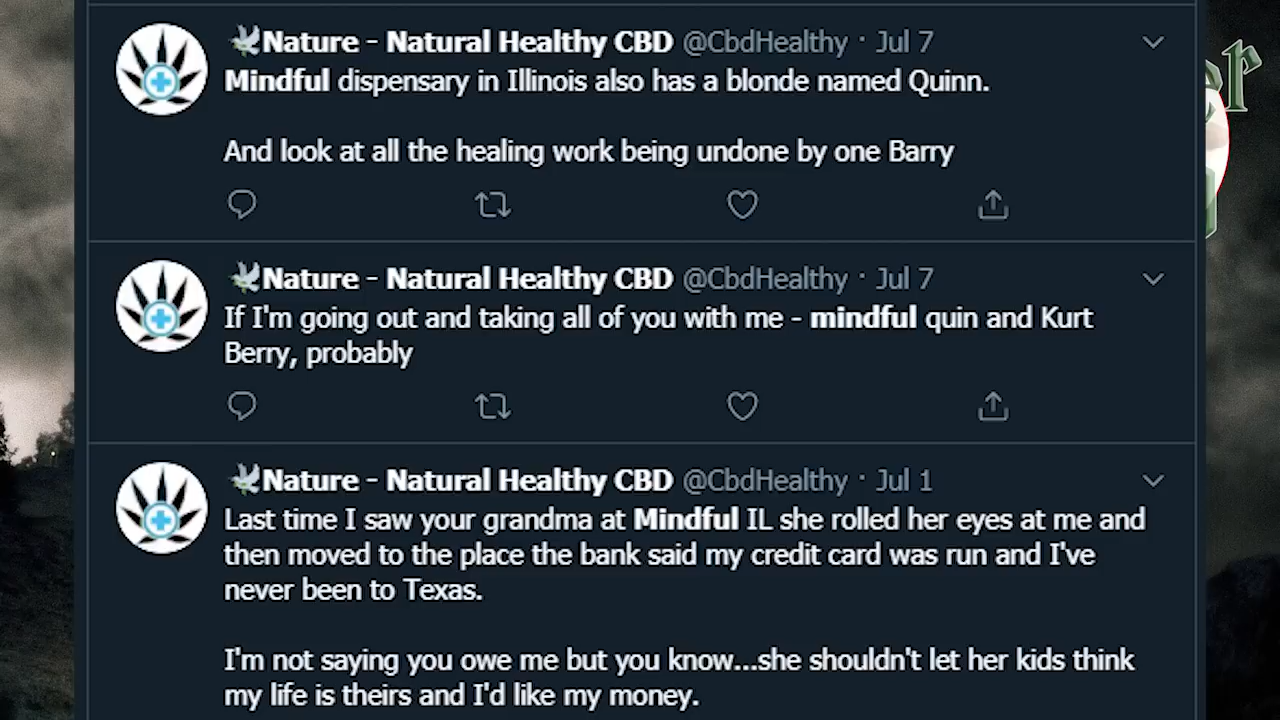 🕊Nature - Natural Healthy CBD @CbdHealthy · Jul 7
Mindful dispensary in Illinois also has a blonde named Quinn.
And look at all the healing work being undone by one Barry
🕊Nature - Natural Healthy CBD @CbdHealthy · Jul 7
If I'm going out and taking all of you with me - mindful quin and Kurt
Berry, probably
🕊Nature - Natural Healthy CBD @CbdHealthy · Jul 1
Last time I saw your grandma at Mindful IL she rolled her eyes at me and
then moved to the place the bank said my credit card was run and I've
never been to Texas.
I'm not saying you owe me but you know...she shouldn't let her kids think
my life is theirs and I'd like my money.